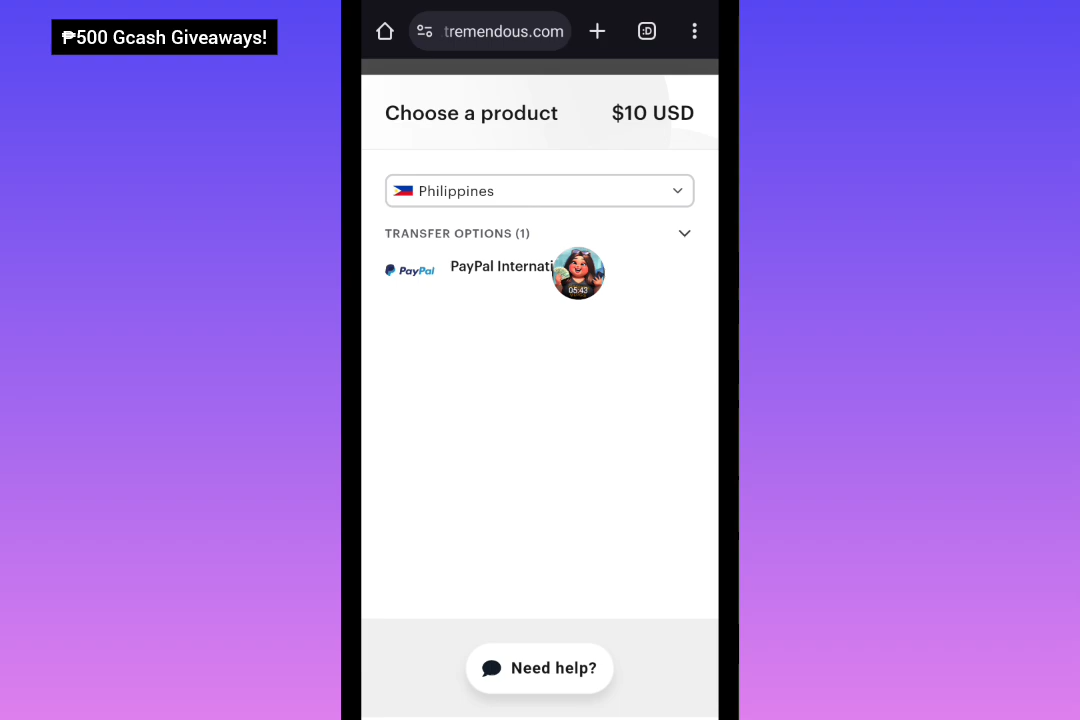 ₱500 Gcash Giveaways!
tremendous.com
:D
Choose a product
$10 USD
Philippines
TRANSFER OPTIONS (1)
PayPal
PayPal
05:43
Need help?